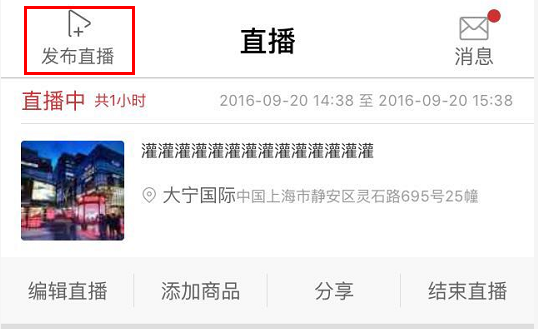 发布直播
直播
消息
直播中 共1小时 2016-09-20 14:38 至 2016-09-20 15:38
灌灌灌灌灌灌灌灌灌灌灌灌灌灌
大宁国际中国上海市静安区灵石路695号25幢
编辑直播 添加商品 分享 结束直播